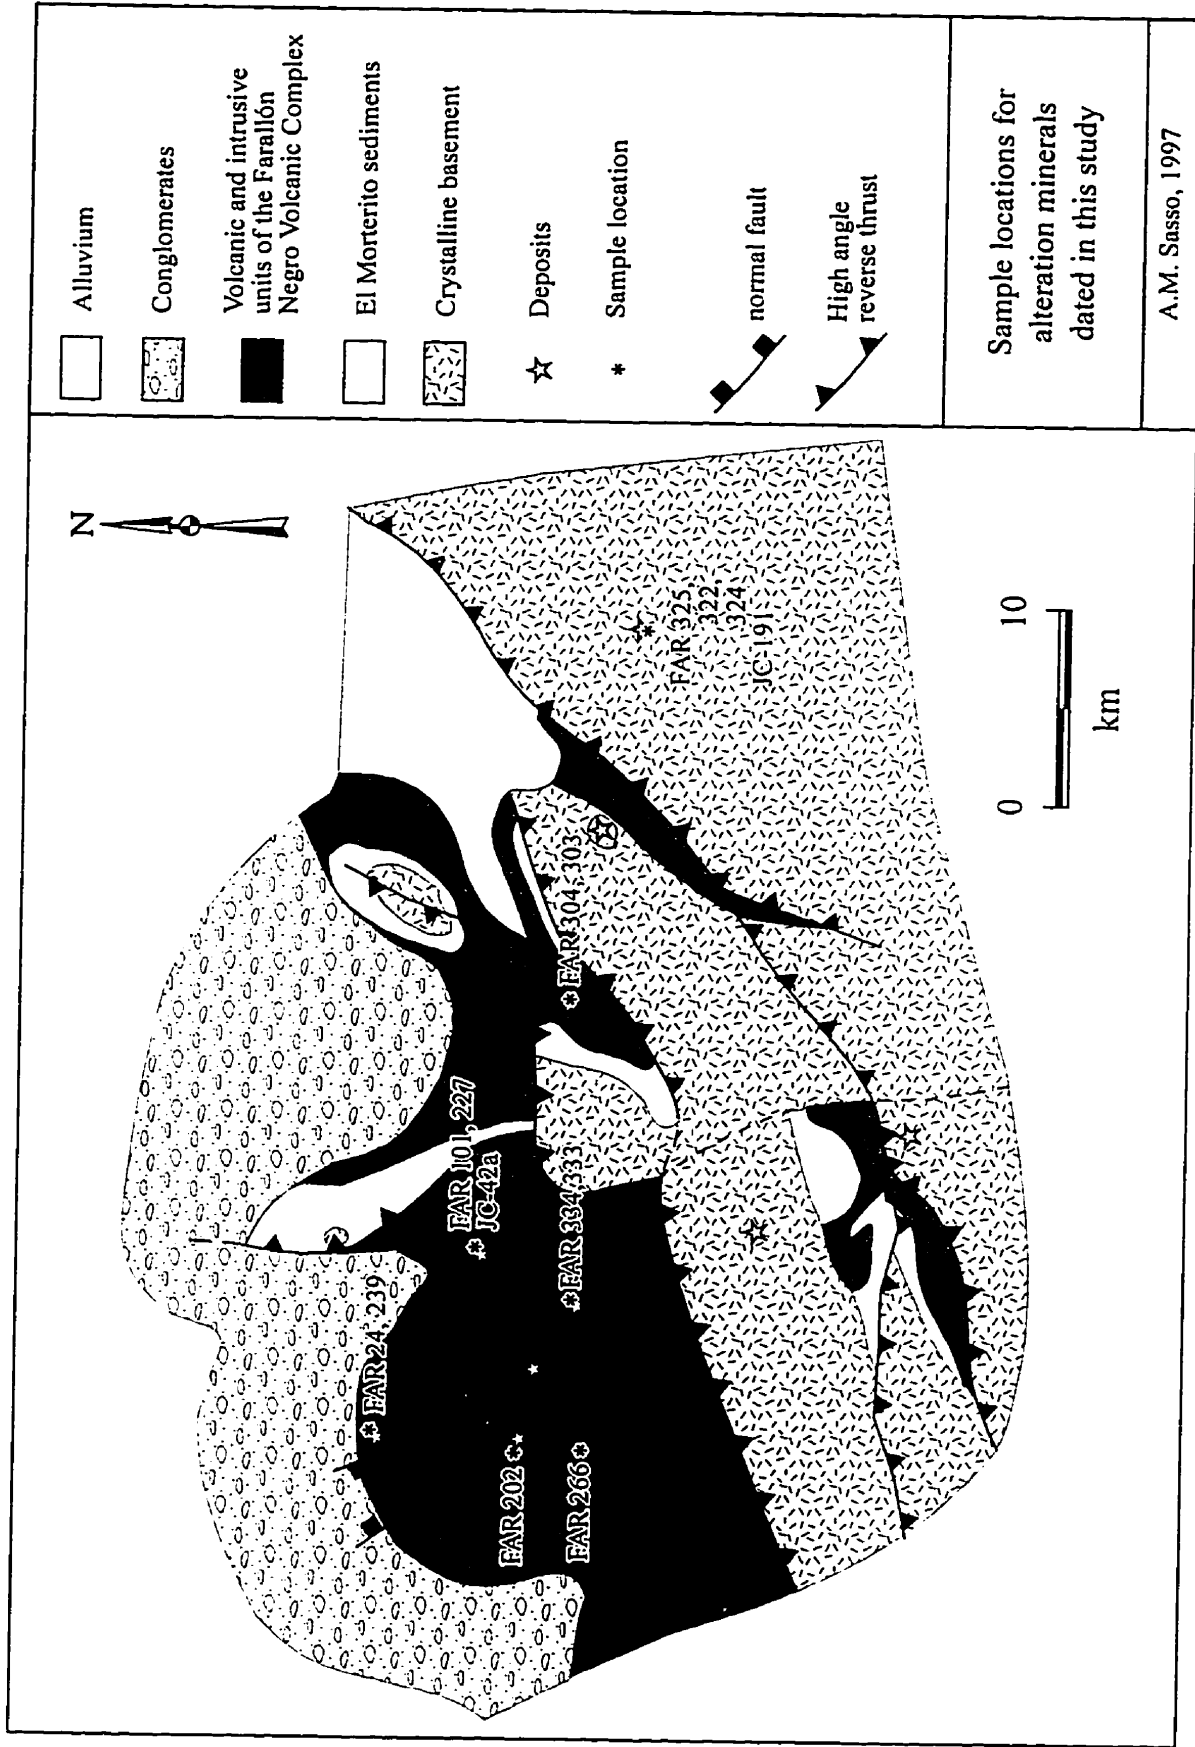 N
FAR 24, 239
FAR 101, 227
JC-42a
FAR 202
FAR 266
FAR 334,333
FAR 304, 303
FAR 325,
322,
324,
JC-191
0 10
km
Alluvium
Conglomerates
Volcanic and intrusive
units of the Farallón
Negro Volcanic Complex
El Morterito sediments
Crystalline basement
Deposits
Sample location
normal fault
High angle
reverse thrust
Sample locations for
alteration minerals
dated in this study
A.M. Sasso, 1997